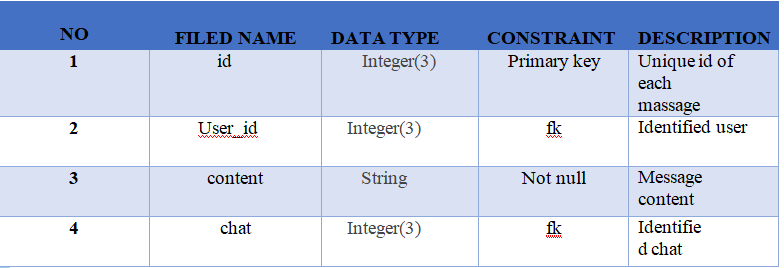 NO FILED NAME DATA TYPE CONSTRAINT DESCRIPTION
1 id Integer(3) Primary key Unique id of
each
massage
2 User_id Integer(3) fk Identified user
3 content String Not null Message
content
4 chat Integer(3) fk Identifie
d chat